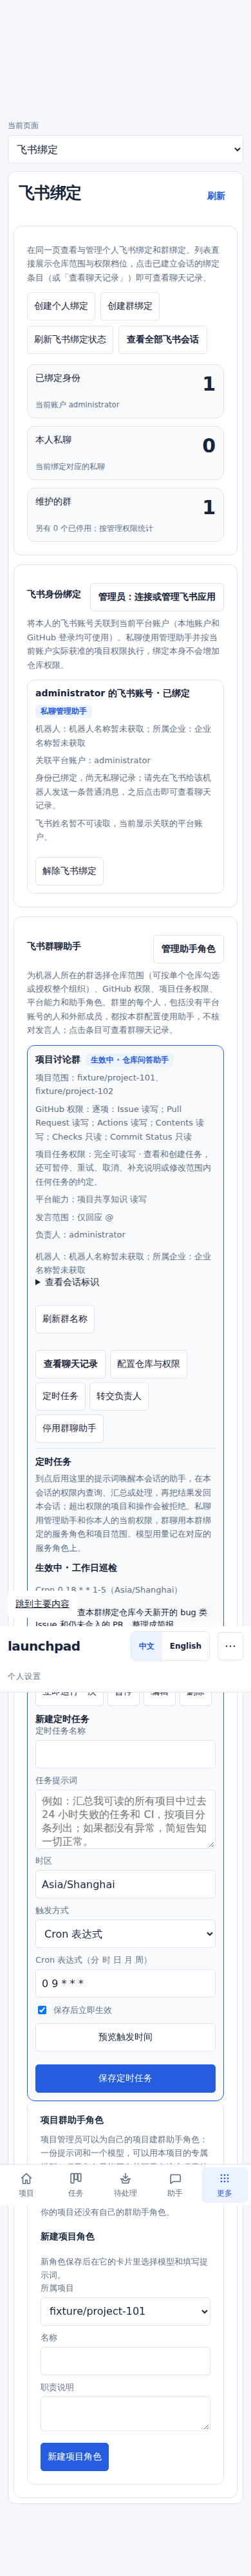 当前页面
飞书绑定
飞书绑定
刷新
在同一页查看与管理个人飞书绑定和群绑定。列表直
接展示仓库范围与权限档位，点击已建立会话的绑定
条目（或「查看聊天记录」）即可查看聊天记录。
创建个人绑定
创建群绑定
刷新飞书绑定状态
查看全部飞书会话
已绑定身份
1
当前账户 administrator
本人私聊
0
当前绑定对应的私聊
维护的群
1
另有 0 个已停用；按管理权限统计
飞书身份绑定
管理员：连接或管理飞书应用
将本人的飞书账号关联到当前平台账户（本地账户和
GitHub 登录均可使用）。私聊使用管理助手并按当
前账户实际获准的项目权限执行，绑定本身不会增加
仓库权限。
administrator 的飞书账号 · 已绑定
私聊管理助手
机器人：机器人名称暂未获取；所属企业：企业
名称暂未获取
关联平台账户：administrator
身份已绑定，尚无私聊记录；请先在飞书给该机
器人发送一条普通消息，之后点击即可查看聊天
记录。
飞书姓名暂不可读取，当前显示关联的平台账
户。
解除飞书绑定
飞书群聊助手
管理助手角色
为机器人所在的群选择仓库范围（可按单个仓库勾选
或授权整个组织）、GitHub 权限、项目任务权限、
平台能力和助手角色。群里的每个人，包括没有平台
账号的人和外部成员，都按本群配置使用助手，不核
对发言人；点击条目可查看群聊天记录。
项目讨论群
生效中 · 仓库问答助手
项目范围：fixture/project-101、
fixture/project-102
GitHub 权限：逐项：Issue 读写；Pull
Request 读写；Actions 读写；Contents 读
写；Checks 只读；Commit Status 只读
项目任务权限：完全可读写 · 查看和创建任务，
还可暂停、重试、取消、补充说明或修改范围内
任何任务的约定。
平台能力：项目共享知识 读写
发言范围：仅回应 @
负责人：administrator
机器人：机器人名称暂未获取；所属企业：企业
名称暂未获取
▶ 查看会话标识
刷新群名称
查看聊天记录
配置仓库与权限
定时任务
转交负责人
停用群聊助手
定时任务
到点后用这里的提示词唤醒本会话的助手，在本会
话的权限内查询、汇总或处理，再把结果发回
本会话；超出权限的项目和操作会被拒绝。私聊
用管理助手和你本人的当前权限，群聊用本群绑
定的服务角色和项目范围。模型用量记在对应的
服务角色上。
生效中 · 工作日巡检
Cron 0 18 * * 1-5（Asia/Shanghai）
跳到主要内容
查本群绑定仓库今天新开的 bug 类
launchpad
中文
English
···
个人设置
新建定时任务
定时任务名称
任务提示词
例如：汇总我可读的所有项目中过去
24 小时失败的任务和 CI，按项目分
条列出；如果都没有异常，简短告知
一切正常。
时区
Asia/Shanghai
触发方式
Cron 表达式
Cron 表达式（分 时 日 月 周）
0 9 * * *
保存后立即生效
预览触发时间
保存定时任务
项目群助手角色
项目管理员可以为自己的项目建群助手角色：
一份提示词和一个模型，可以用本项目的专属
项目
任务
待处理
助手
更多
你的项目还没有自己的群助手角色。
新建项目角色
新角色保存后在它的卡片里选择模型和填写提
示词。
所属项目
fixture/project-101
名称
职责说明
新建项目角色